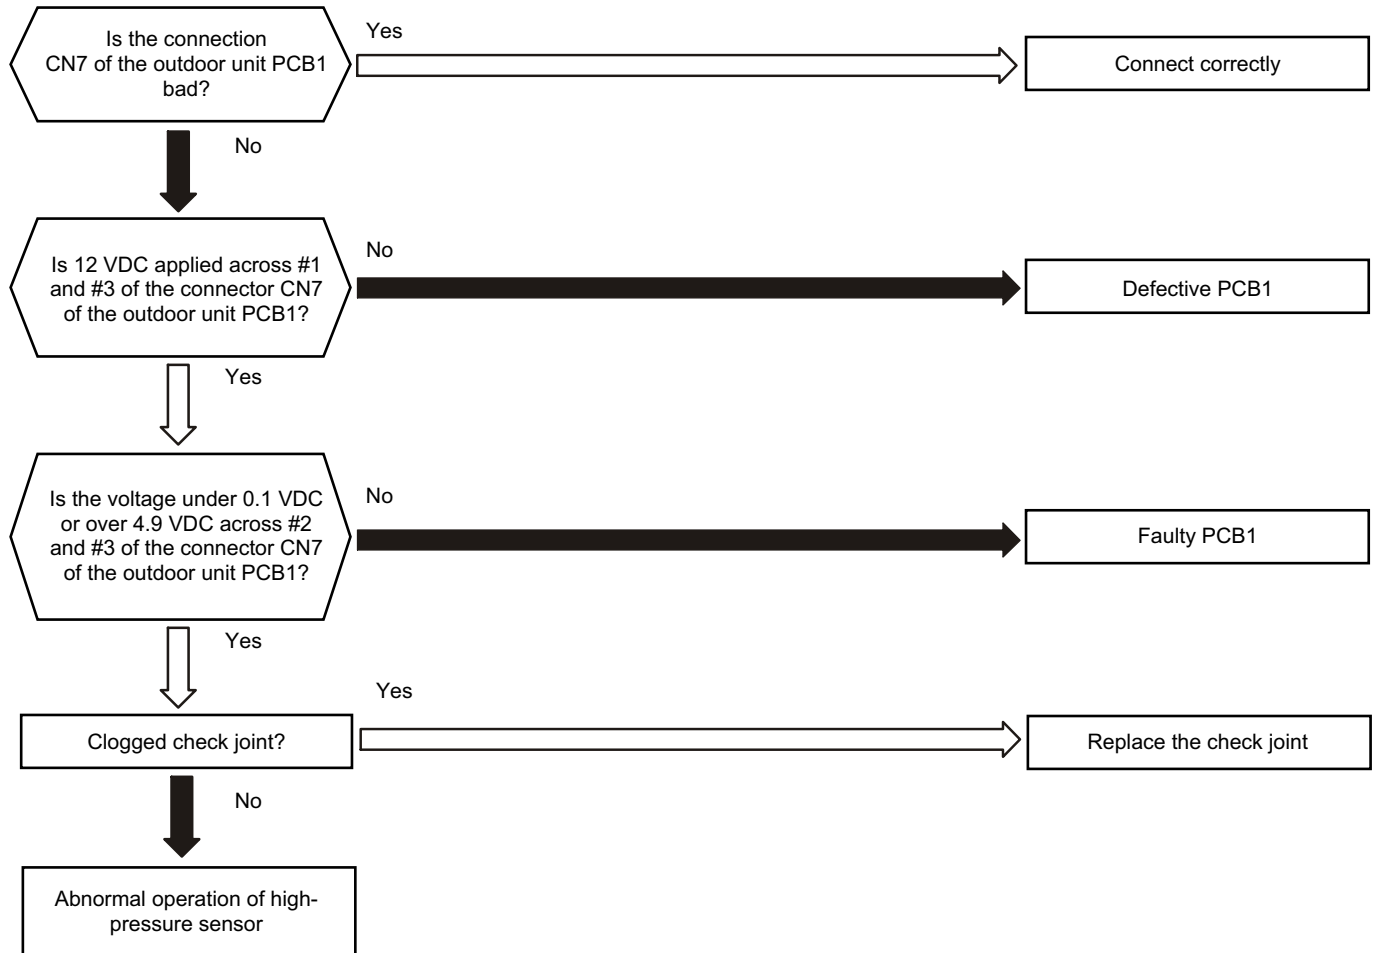 Is the connection
CN7 of the outdoor unit PCB1
bad?
Yes
Connect correctly
No
Is 12 VDC applied across #1
and #3 of the connector CN7
of the outdoor unit PCB1?
No
Defective PCB1
Yes
Is the voltage under 0.1 VDC
or over 4.9 VDC across #2
and #3 of the connector CN7
of the outdoor unit PCB1?
No
Faulty PCB1
Yes
Clogged check joint?
Yes
Replace the check joint
No
Abnormal operation of high-
pressure sensor